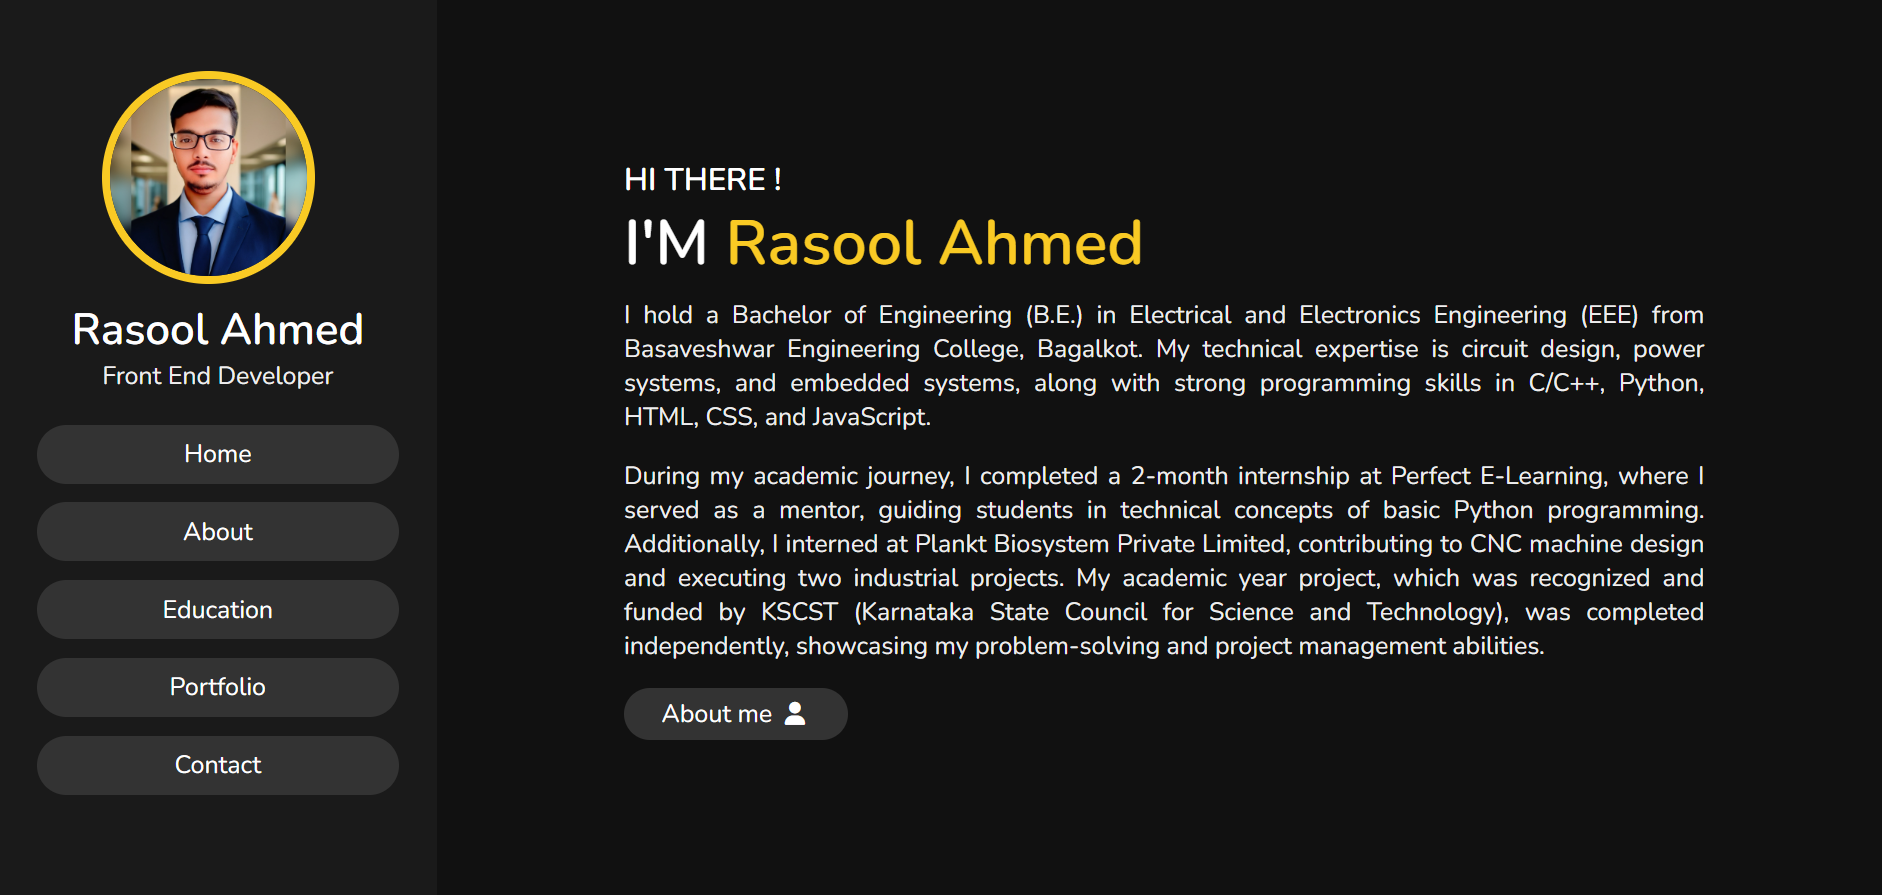 Rasool Ahmed
Front End Developer
Home
About
Education
Portfolio
Contact
HI THERE !
I'M Rasool Ahmed
I hold a Bachelor of Engineering (B.E.) in Electrical and Electronics Engineering (EEE) from
Basaveshwar Engineering College, Bagalkot. My technical expertise is circuit design, power
systems, and embedded systems, along with strong programming skills in C/C++, Python,
HTML, CSS, and JavaScript.
During my academic journey, I completed a 2-month internship at Perfect E-Learning, where I
served as a mentor, guiding students in technical concepts of basic Python programming.
Additionally, I interned at Plankt Biosystem Private Limited, contributing to CNC machine design
and executing two industrial projects. My academic year project, which was recognized and
funded by KSCST (Karnataka State Council for Science and Technology), was completed
independently, showcasing my problem-solving and project management abilities.
About me